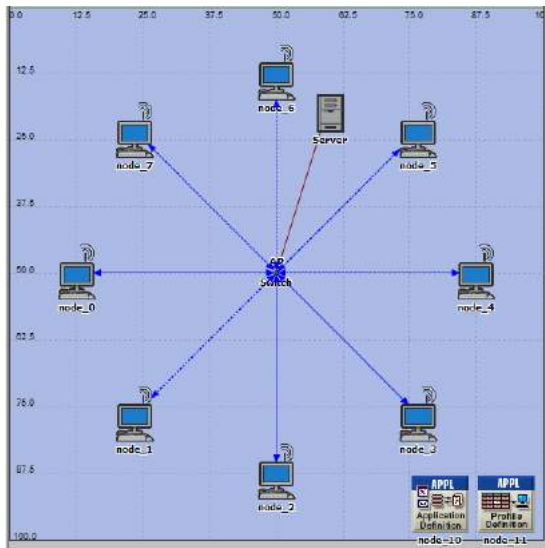 0.0 12.5 25.0 37.5 50.0 62.5 75.0 87.5
12.5
node_6
25.0
node_7
Server
node_5
37.5
50.0
AP
Switch
node_0
node_4
62.5
75.0
node_1
node_3
87.5
node_2
APPL
Application
Definition
node_10
APPL
Profile
Definition
node_11
100.0